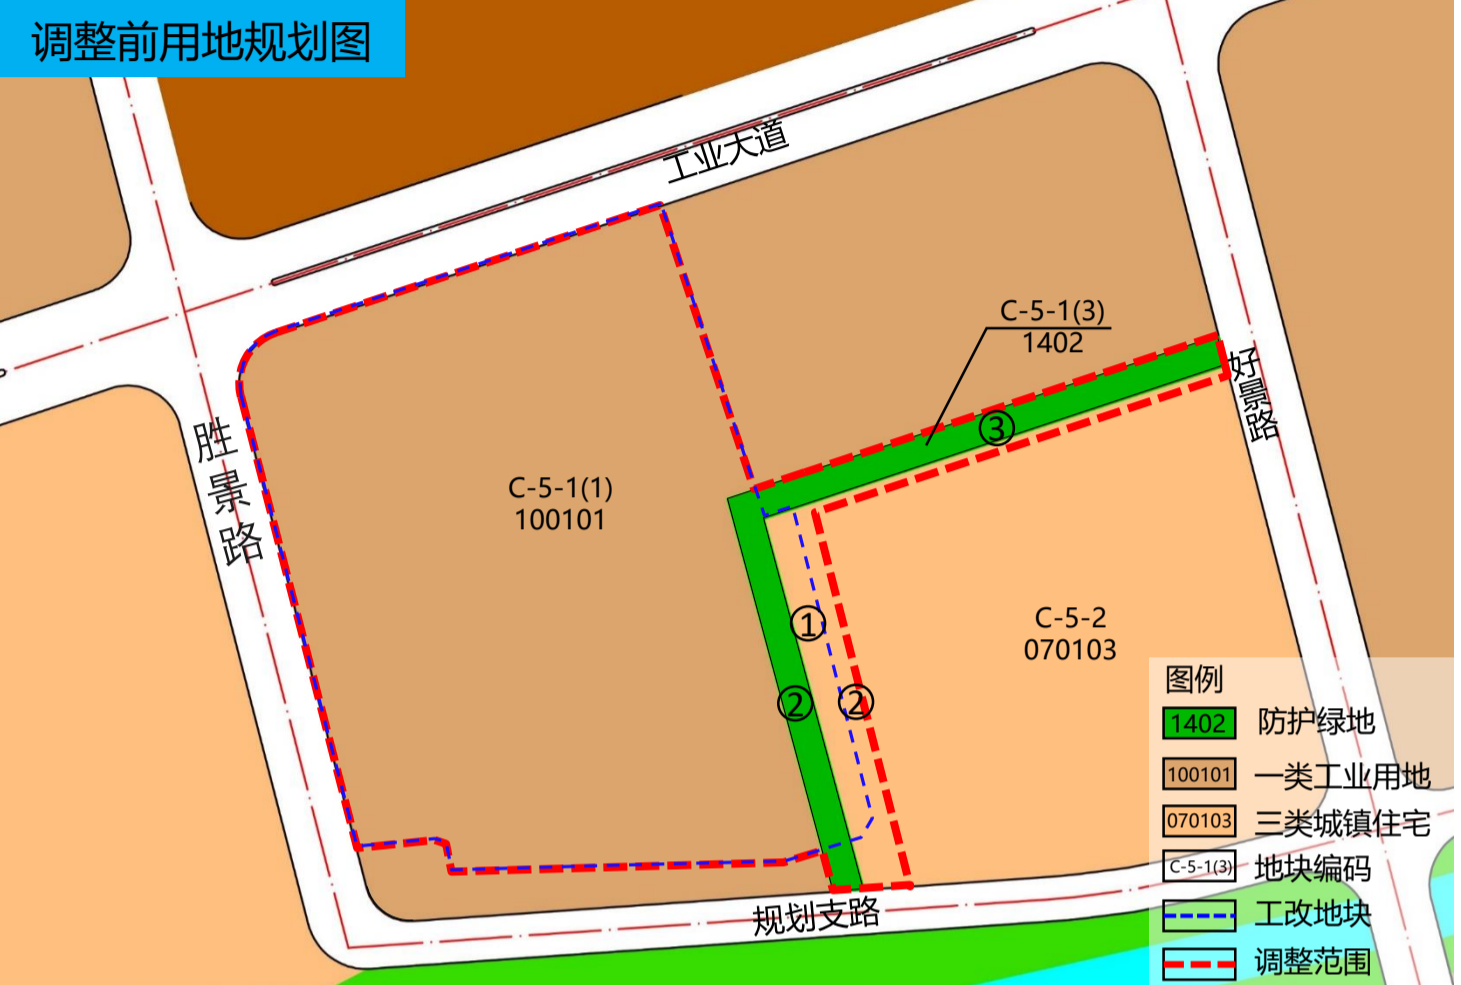 调整前用地规划图
工业大道
C-5-1(3)
1402
好景路
③
胜景路
C-5-1(1)
100101
①
②
②
C-5-2
070103
规划支路
图例
1402 防护绿地
100101 一类工业用地
070103 三类城镇住宅
C-5-1(3) 地块编码
工改地块
调整范围